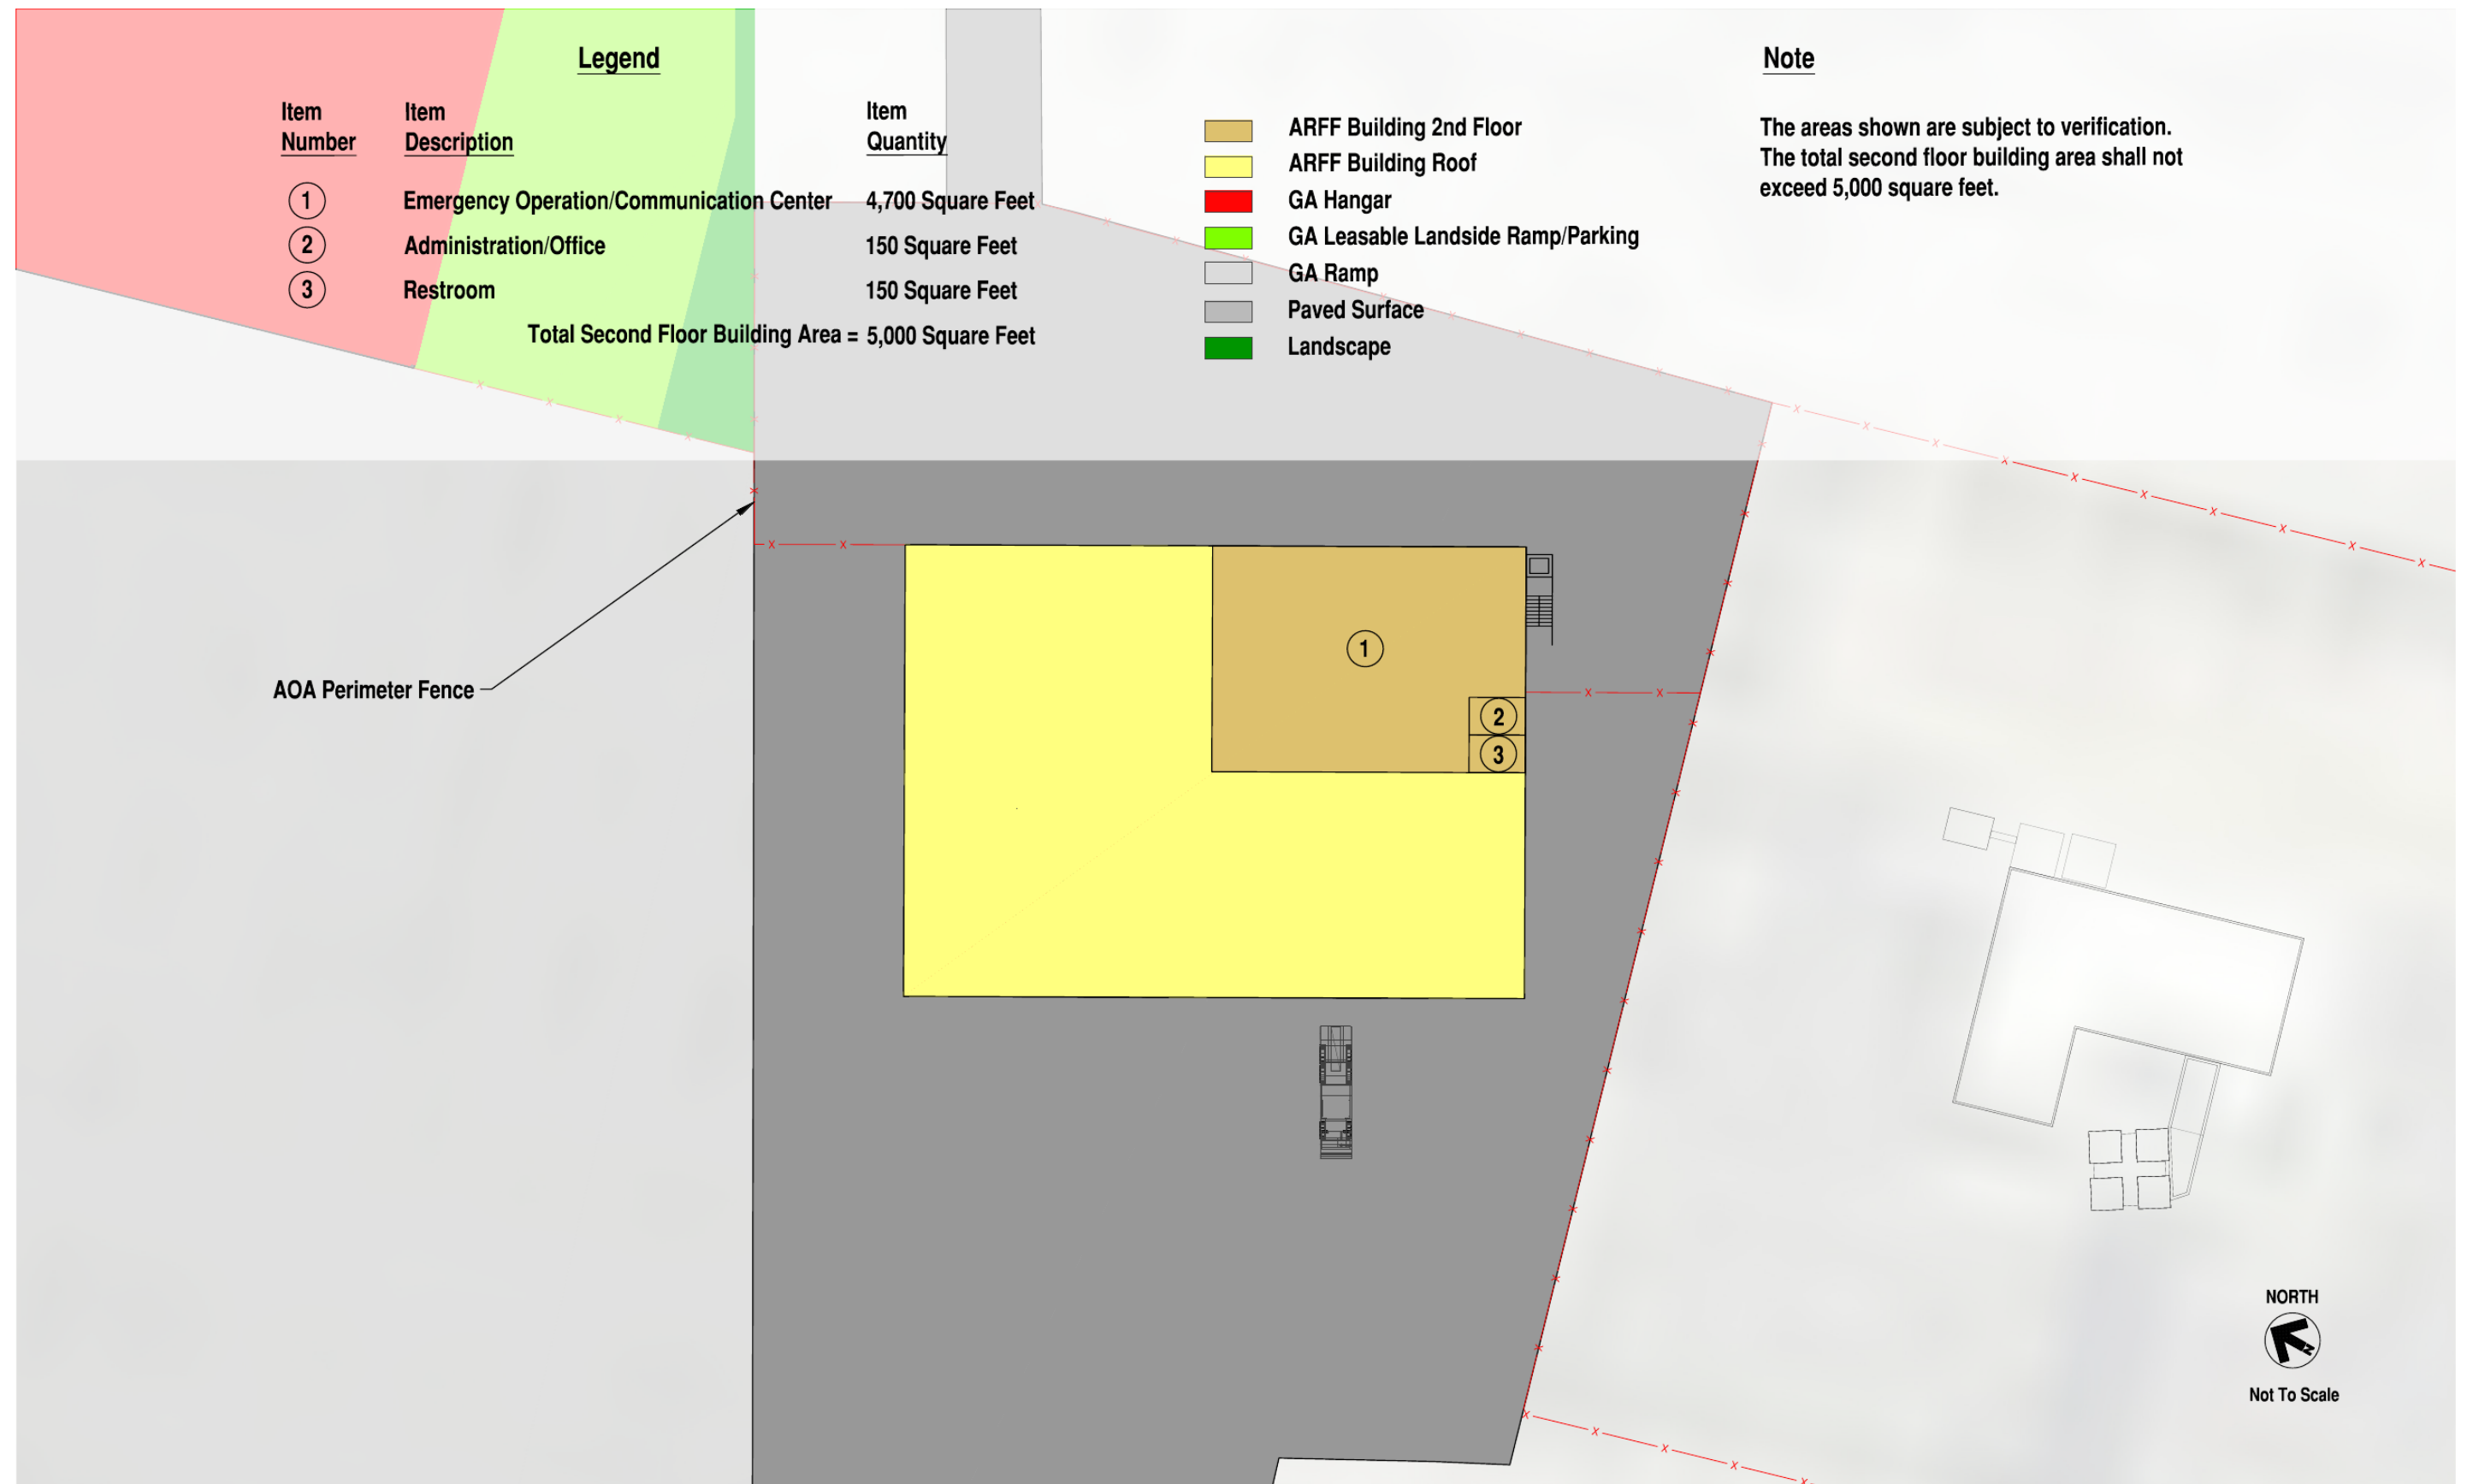 Legend
Item Number
Item Description
Item Quantity
1 Emergency Operation/Communication Center 4,700 Square Feet
2 Administration/Office 150 Square Feet
3 Restroom 150 Square Feet
Total Second Floor Building Area = 5,000 Square Feet
ARFF Building 2nd Floor
ARFF Building Roof
GA Hangar
GA Leasable Landside Ramp/Parking
GA Ramp
Paved Surface
Landscape
Note
The areas shown are subject to verification.
The total second floor building area shall not
exceed 5,000 square feet.
AOA Perimeter Fence
1
2
3
NORTH
N
Not To Scale